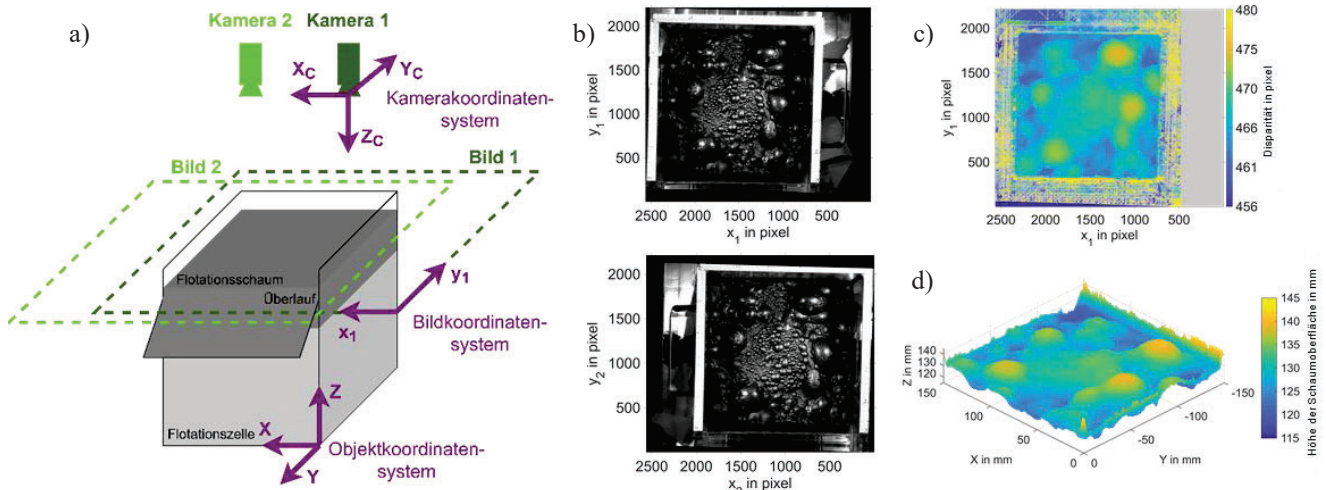 a)
Kamera 2 Kamera 1
X_C
Y_C
Kamerakoordinaten-
system
Z_C
Bild 2
Bild 1
Flotationsschaum
Überlauf
y_1
x_1
Bildkoordinaten-
system
Z
Flotationszelle
X
Objektkoordinaten-
system
Y
b)
y_1 in pixel
2000
1500
1000
500
2500 2000 1500 1000 500
x_1 in pixel
y_2 in pixel
2000
1500
1000
500
2500 2000 1500 1000 500
x_2 in pixel
c)
y_1 in pixel
2000
1500
1000
500
2500 2000 1500 1000 500
x_1 in pixel
480
475
470
466
461
456
Disparität in pixel
d)
Z in mm
140
130
120
150
100
50
0
X in mm
0
-50
-100
-150
Y in mm
145
140
135
130
125
120
115
Höhe der Schaumoberfläche in mm